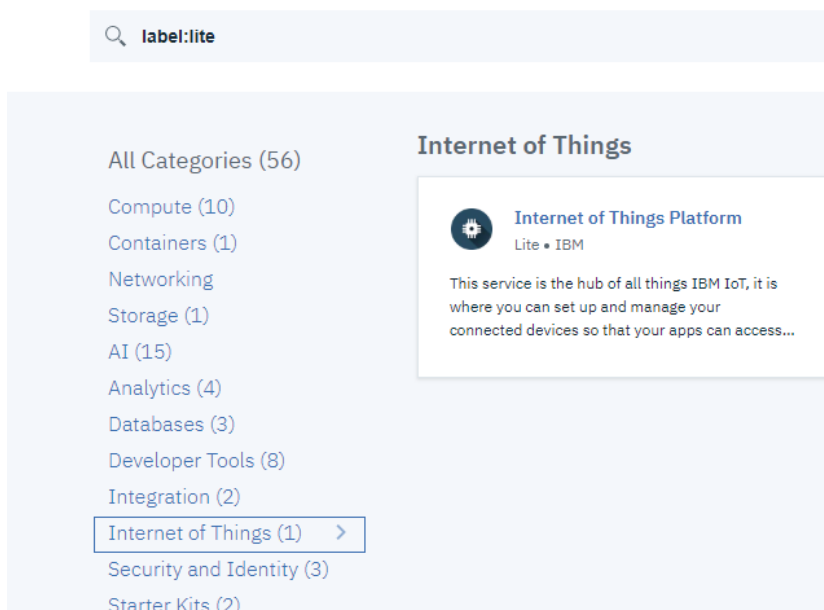 label:lite
All Categories (56)
Compute (10)
Containers (1)
Networking
Storage (1)
AI (15)
Analytics (4)
Databases (3)
Developer Tools (8)
Integration (2)
Internet of Things (1)
Security and Identity (3)
Starter Kits (2)
Internet of Things
Internet of Things Platform
Lite • IBM
This service is the hub of all things IBM IoT, it is
where you can set up and manage your
connected devices so that your apps can access...